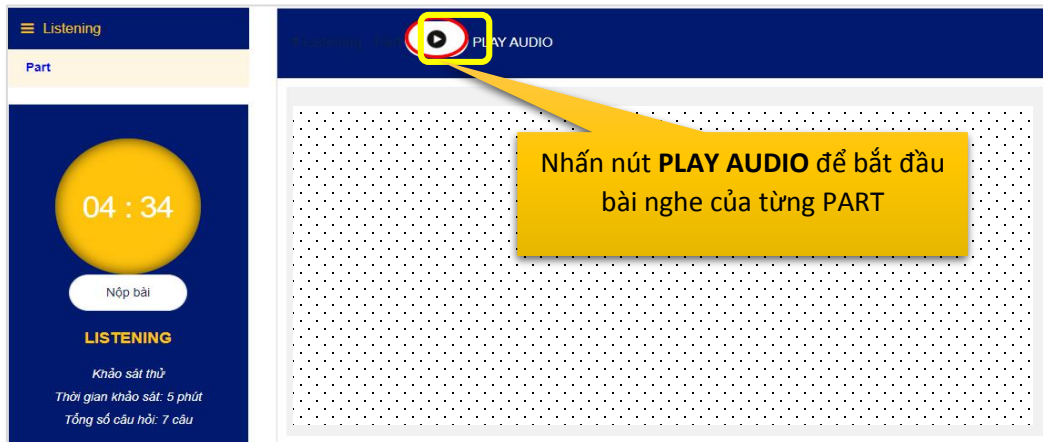 Listening
Part
04 : 34
Nộp bài
LISTENING
Khảo sát thử
Thời gian khảo sát: 5 phút
Tổng số câu hỏi: 7 câu
PLAY AUDIO
Nhấn nút PLAY AUDIO để bắt đầu
bài nghe của từng PART